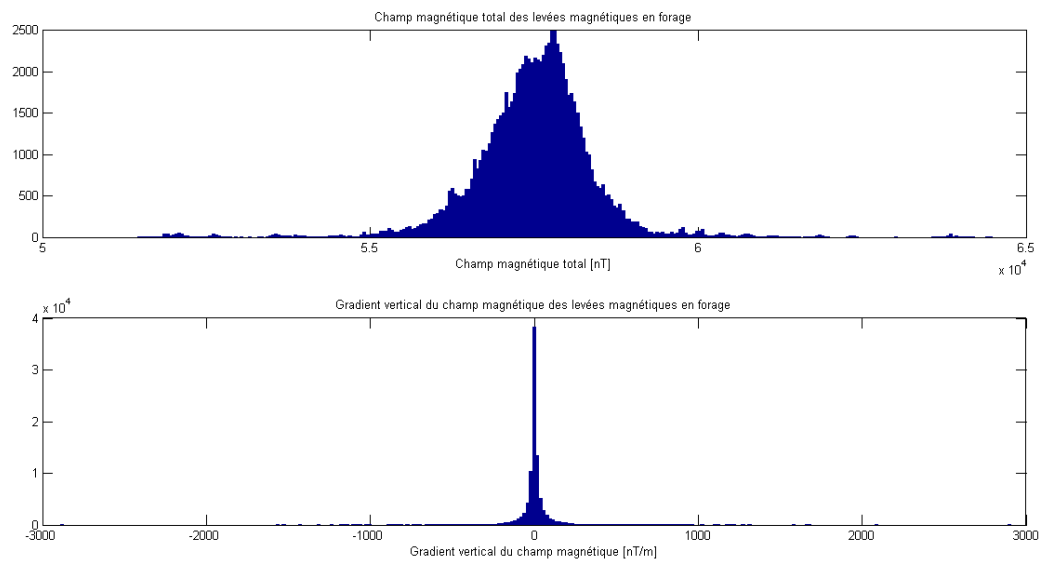 Champ magnétique total des levées magnétiques en forage
2500
2000
1500
1000
500
0
5 5.5 6 6.5
Champ magnétique total [nT]
x 10^4
Gradient vertical du champ magnétique des levées magnétiques en forage
x 10^4
4
3
2
1
0
-3000 -2000 -1000 0 1000 2000 3000
Gradient vertical du champ magnétique [nT/m]